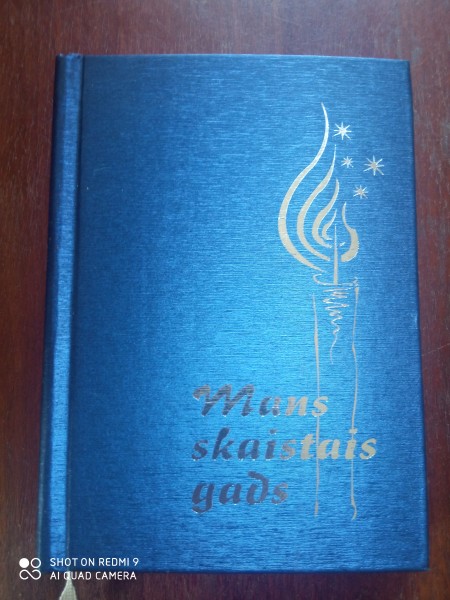 Mans
skaistais
gads
SHOT ON REDMI 9
AI QUAD CAMERA